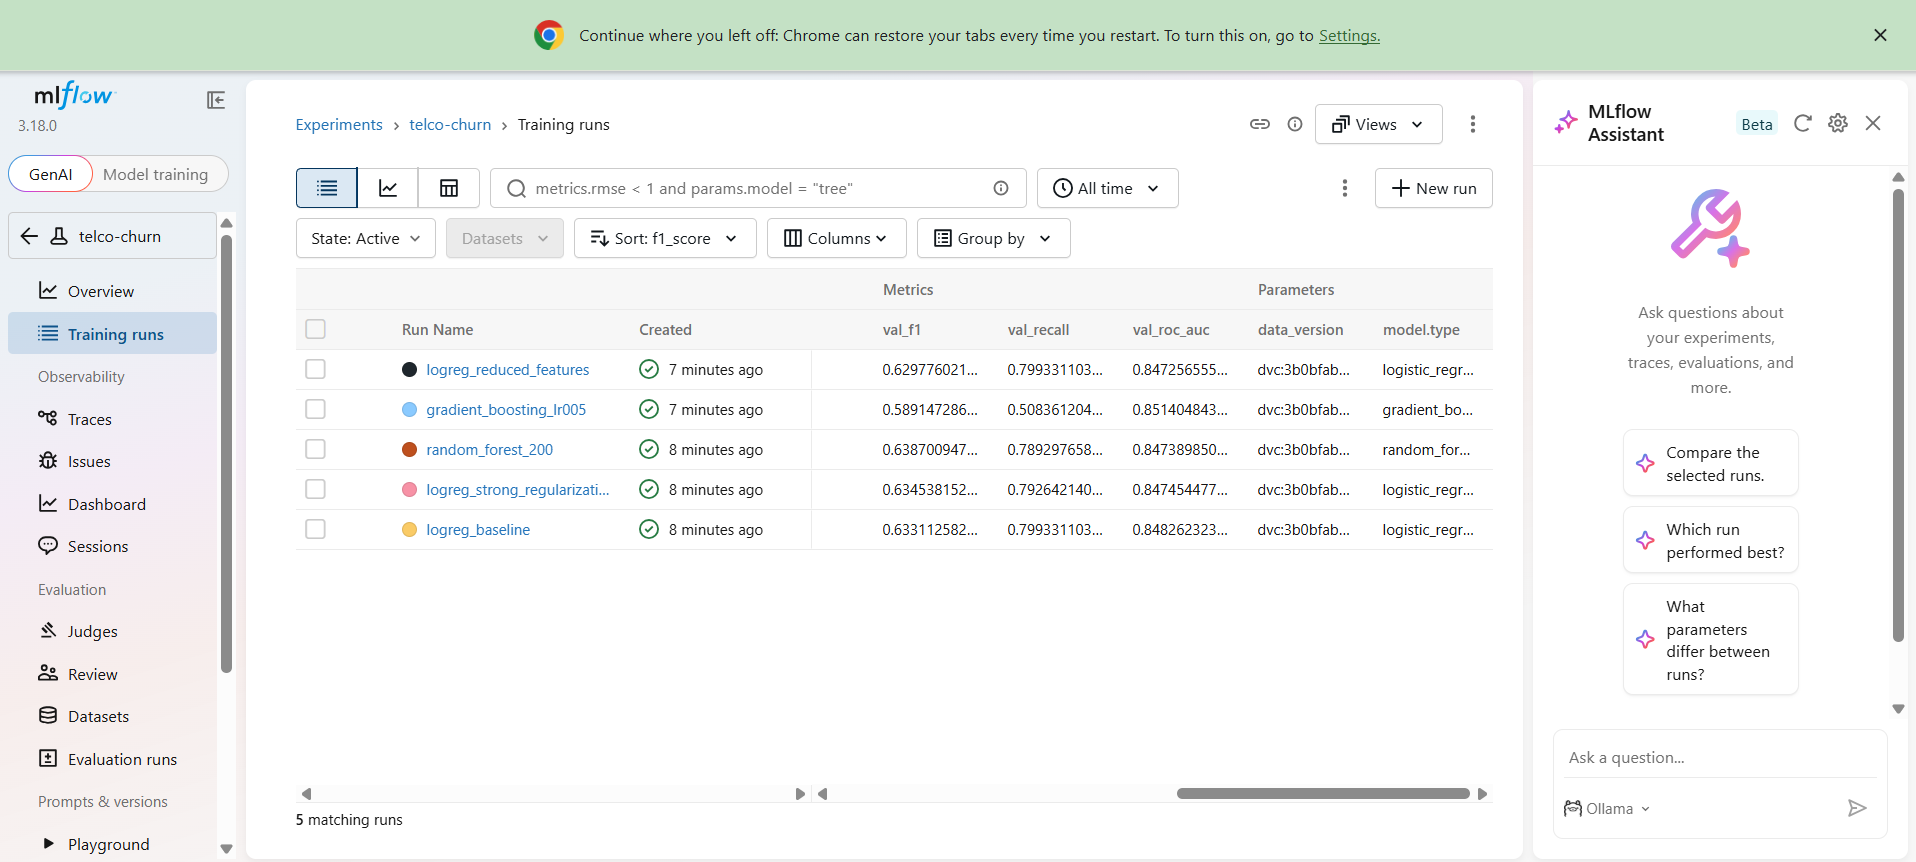 Continue where you left off: Chrome can restore your tabs every time you restart. To turn this on, go to Settings.
mlflow
3.18.0
GenAI
Model training
telco-churn
Overview
Training runs
Observability
Traces
Issues
Dashboard
Sessions
Evaluation
Judges
Review
Datasets
Evaluation runs
Prompts & versions
Playground
Experiments > telco-churn > Training runs
Views
metrics.rmse < 1 and params.model = "tree"
All time
New run
State: Active
Datasets
Sort: f1_score
Columns
Group by
Metrics Parameters
Run Name Created val_f1 val_recall val_roc_auc data_version model.type
logreg_reduced_features 7 minutes ago 0.629776021... 0.799331103... 0.847256555... dvc:3b0bfab... logistic_regr...
gradient_boosting_lr005 7 minutes ago 0.589147286... 0.508361204... 0.851404843... dvc:3b0bfab... gradient_bo...
random_forest_200 8 minutes ago 0.638700947... 0.789297658... 0.847389850... dvc:3b0bfab... random_for...
logreg_strong_regularizati... 8 minutes ago 0.634538152... 0.792642140... 0.847454477... dvc:3b0bfab... logistic_regr...
logreg_baseline 8 minutes ago 0.633112582... 0.799331103... 0.848262323... dvc:3b0bfab... logistic_regr...
5 matching runs
MLflow
Assistant
Beta
Ask questions about
your experiments,
traces, evaluations, and
more.
Compare the
selected runs.
Which run
performed best?
What
parameters
differ between
runs?
Ask a question...
Ollama